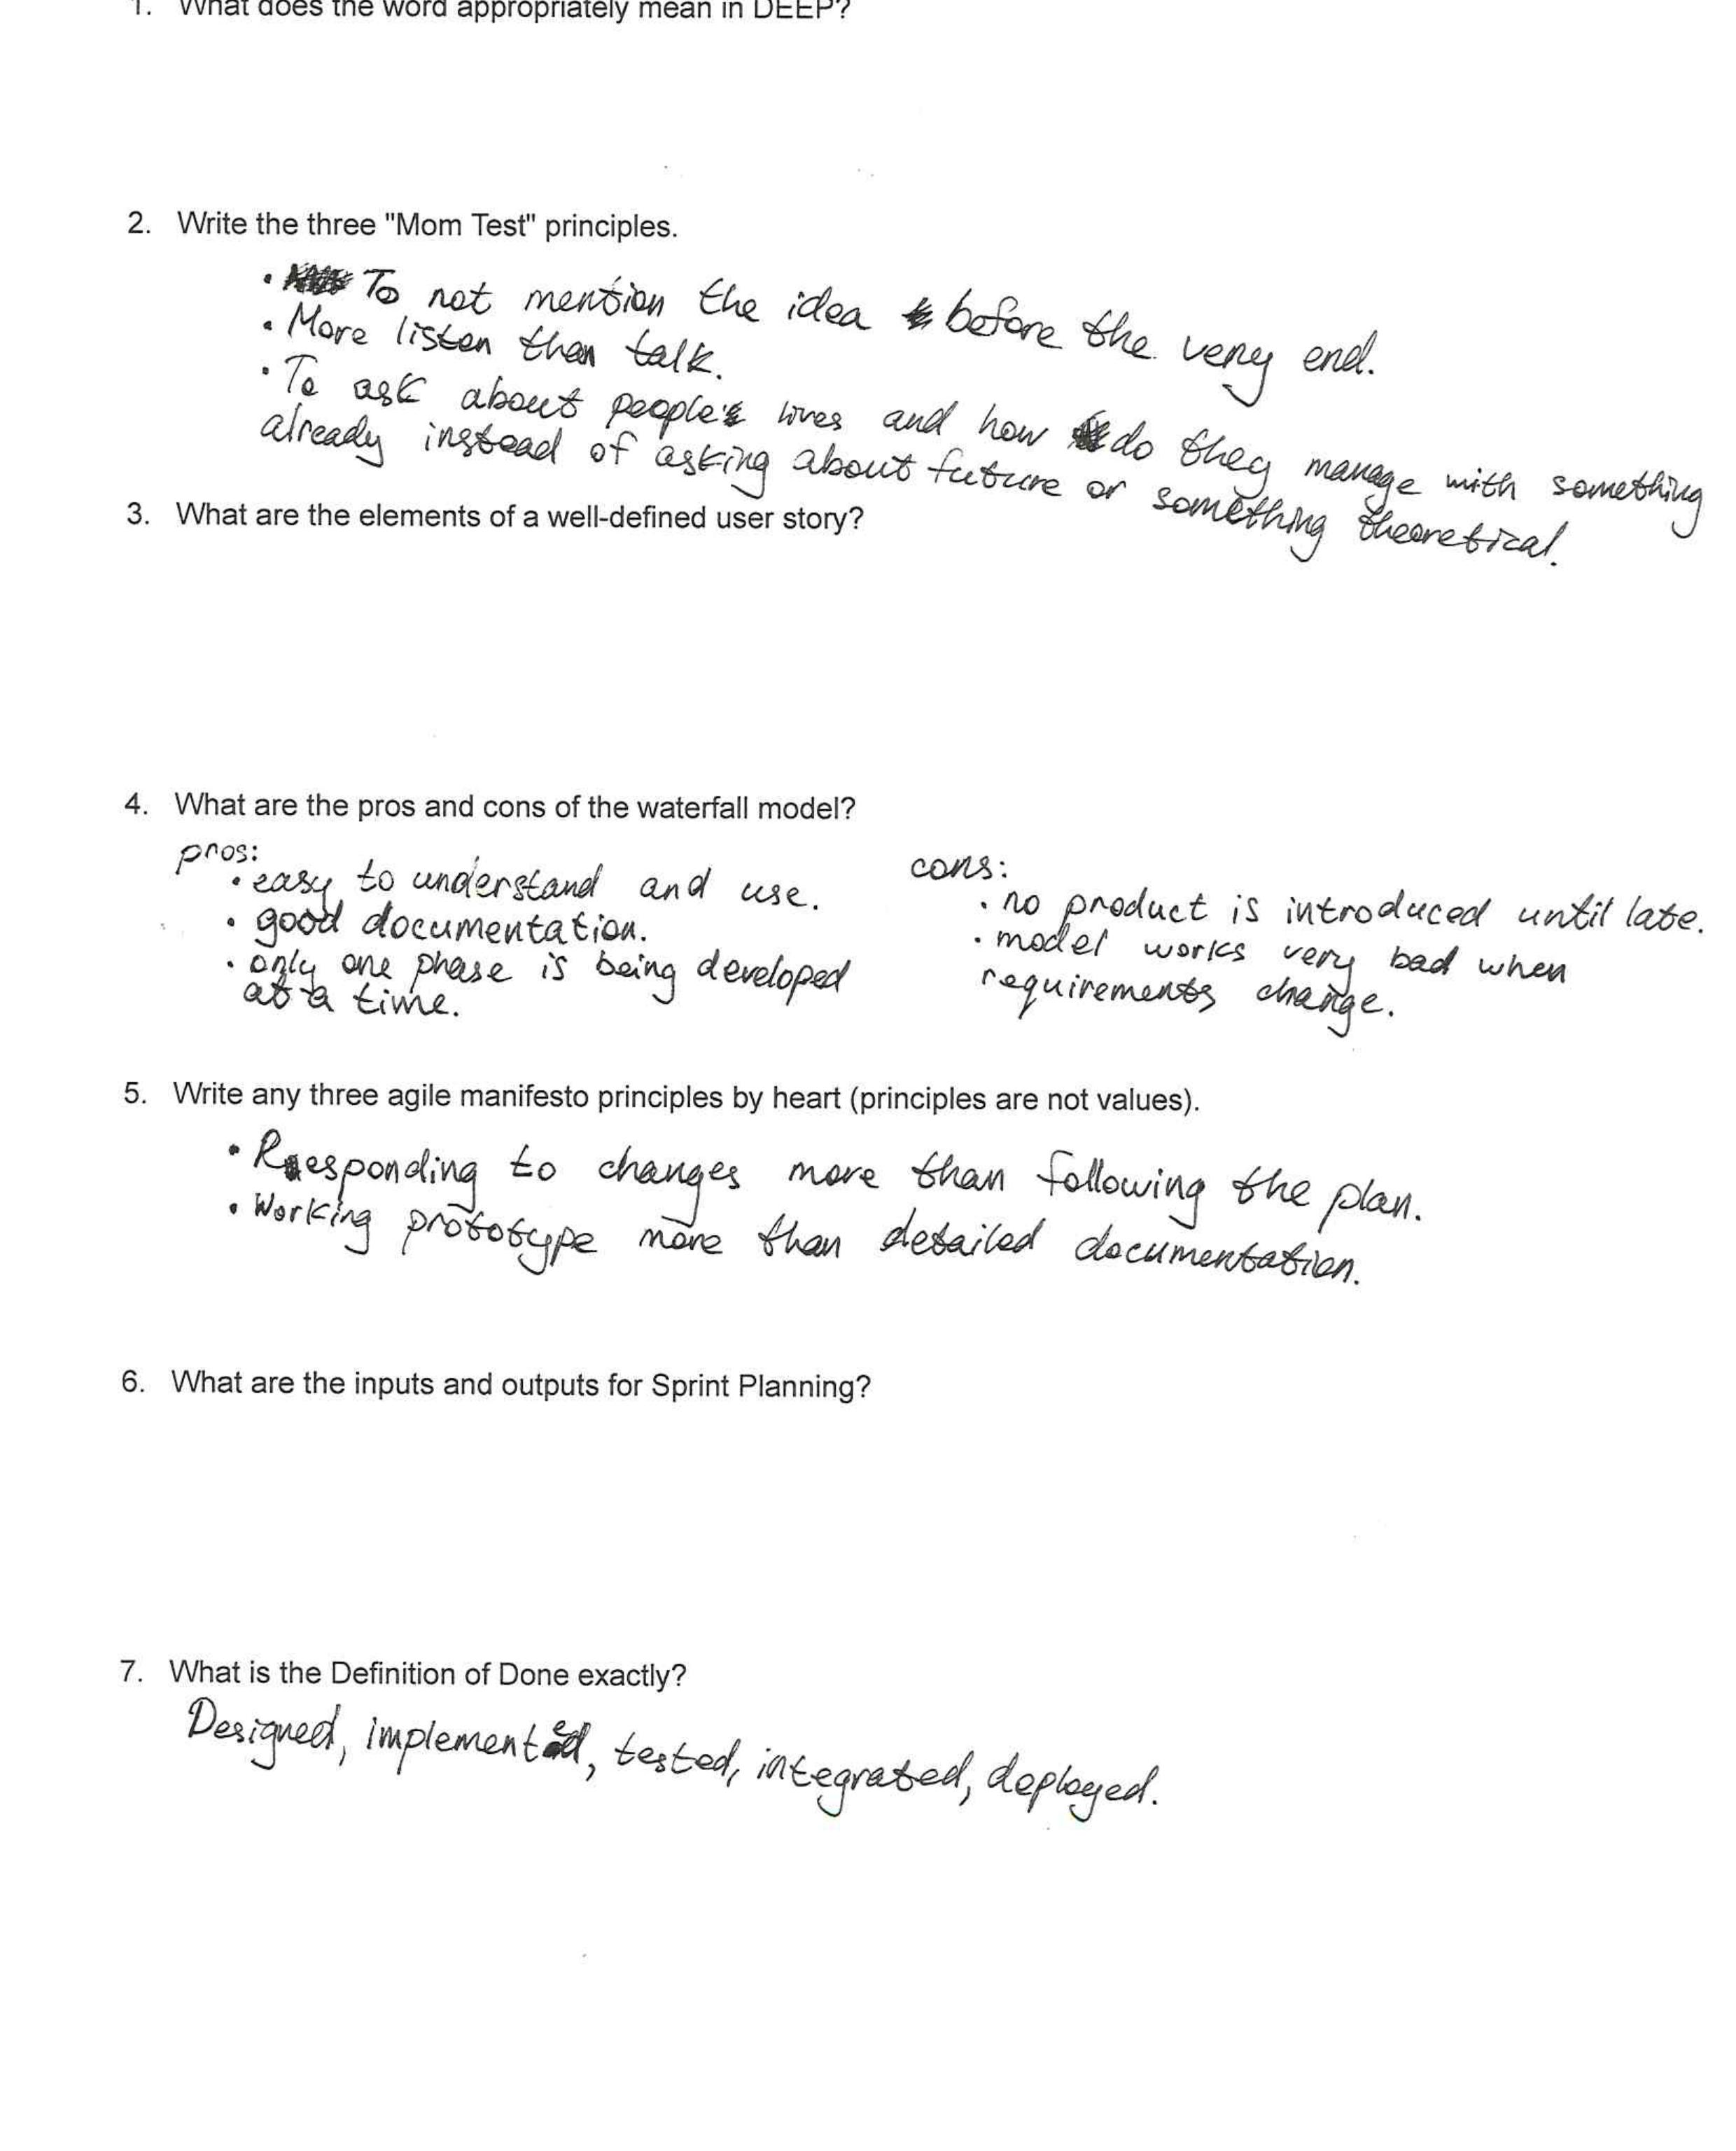 1. What does the word appropriately mean in DEEP?
2. Write the three "Mom Test" principles.
• To not mention the idea before the very end.
• More listen than talk.
• To ask about people's lives and how do they manage with something
already instead of asking about future or something theoretical.
3. What are the elements of a well-defined user story?
4. What are the pros and cons of the waterfall model?
pros:
• easy to understand and use.
• good documentation.
• only one phase is being developed
at a time.
cons:
• no product is introduced until late.
• model works very bad when
requirements change.
5. Write any three agile manifesto principles by heart (principles are not values).
• Responding to changes more than following the plan.
• Working prototype more than detailed documentation.
6. What are the inputs and outputs for Sprint Planning?
7. What is the Definition of Done exactly?
Designed, implemented, tested, integrated, deployed.